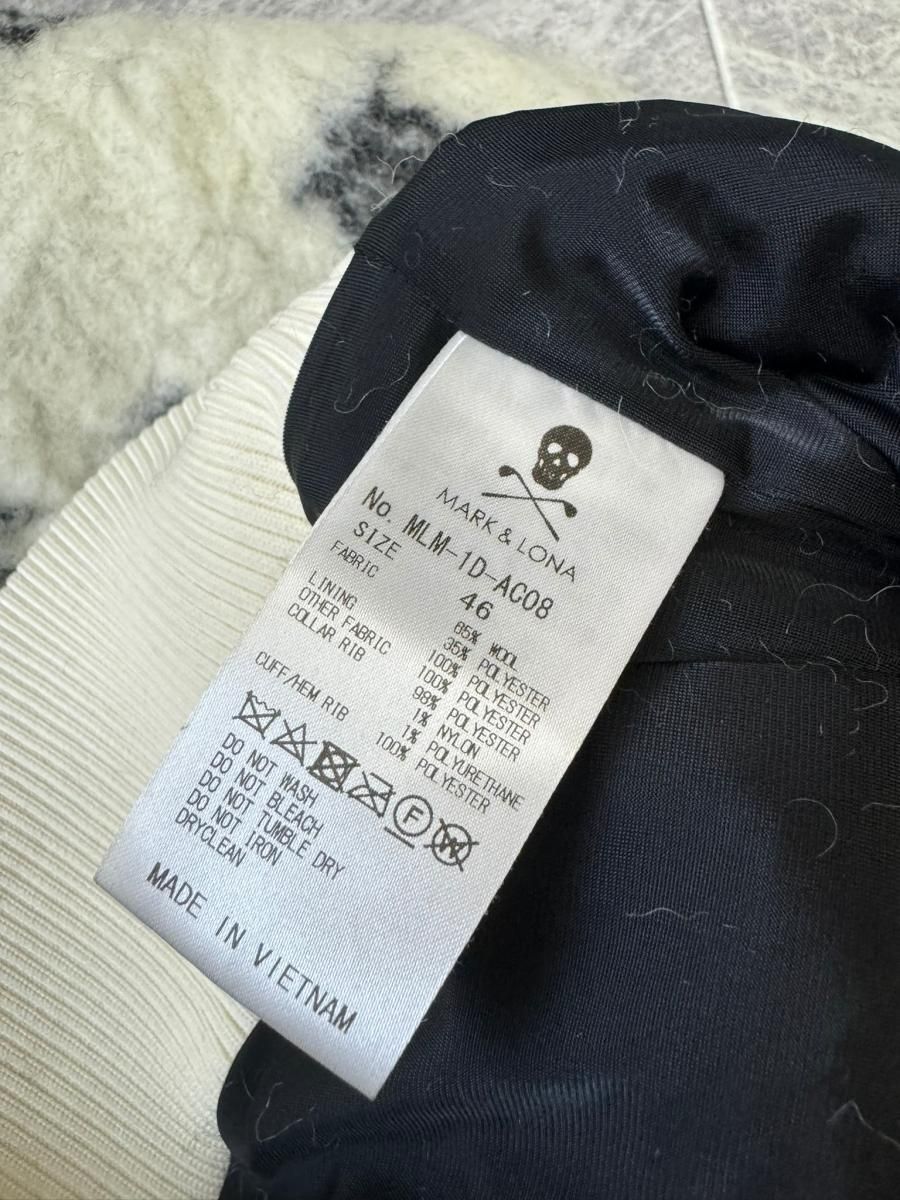 MARK & LONA
No. MLM-1D-AC08
SIZE 46
FABRIC 65% WOOL
35% POLYESTER
LINING 100% POLYESTER
OTHER FABRIC 100% POLYESTER
COLLAR RIB 98% POLYESTER
1% NYLON
1% POLYURETHANE
CUFF/HEM RIB 100% POLYESTER
F W
DO NOT WASH
DO NOT BLEACH
DO NOT TUMBLE DRY
DO NOT IRON
DRYCLEAN
MADE IN VIETNAM